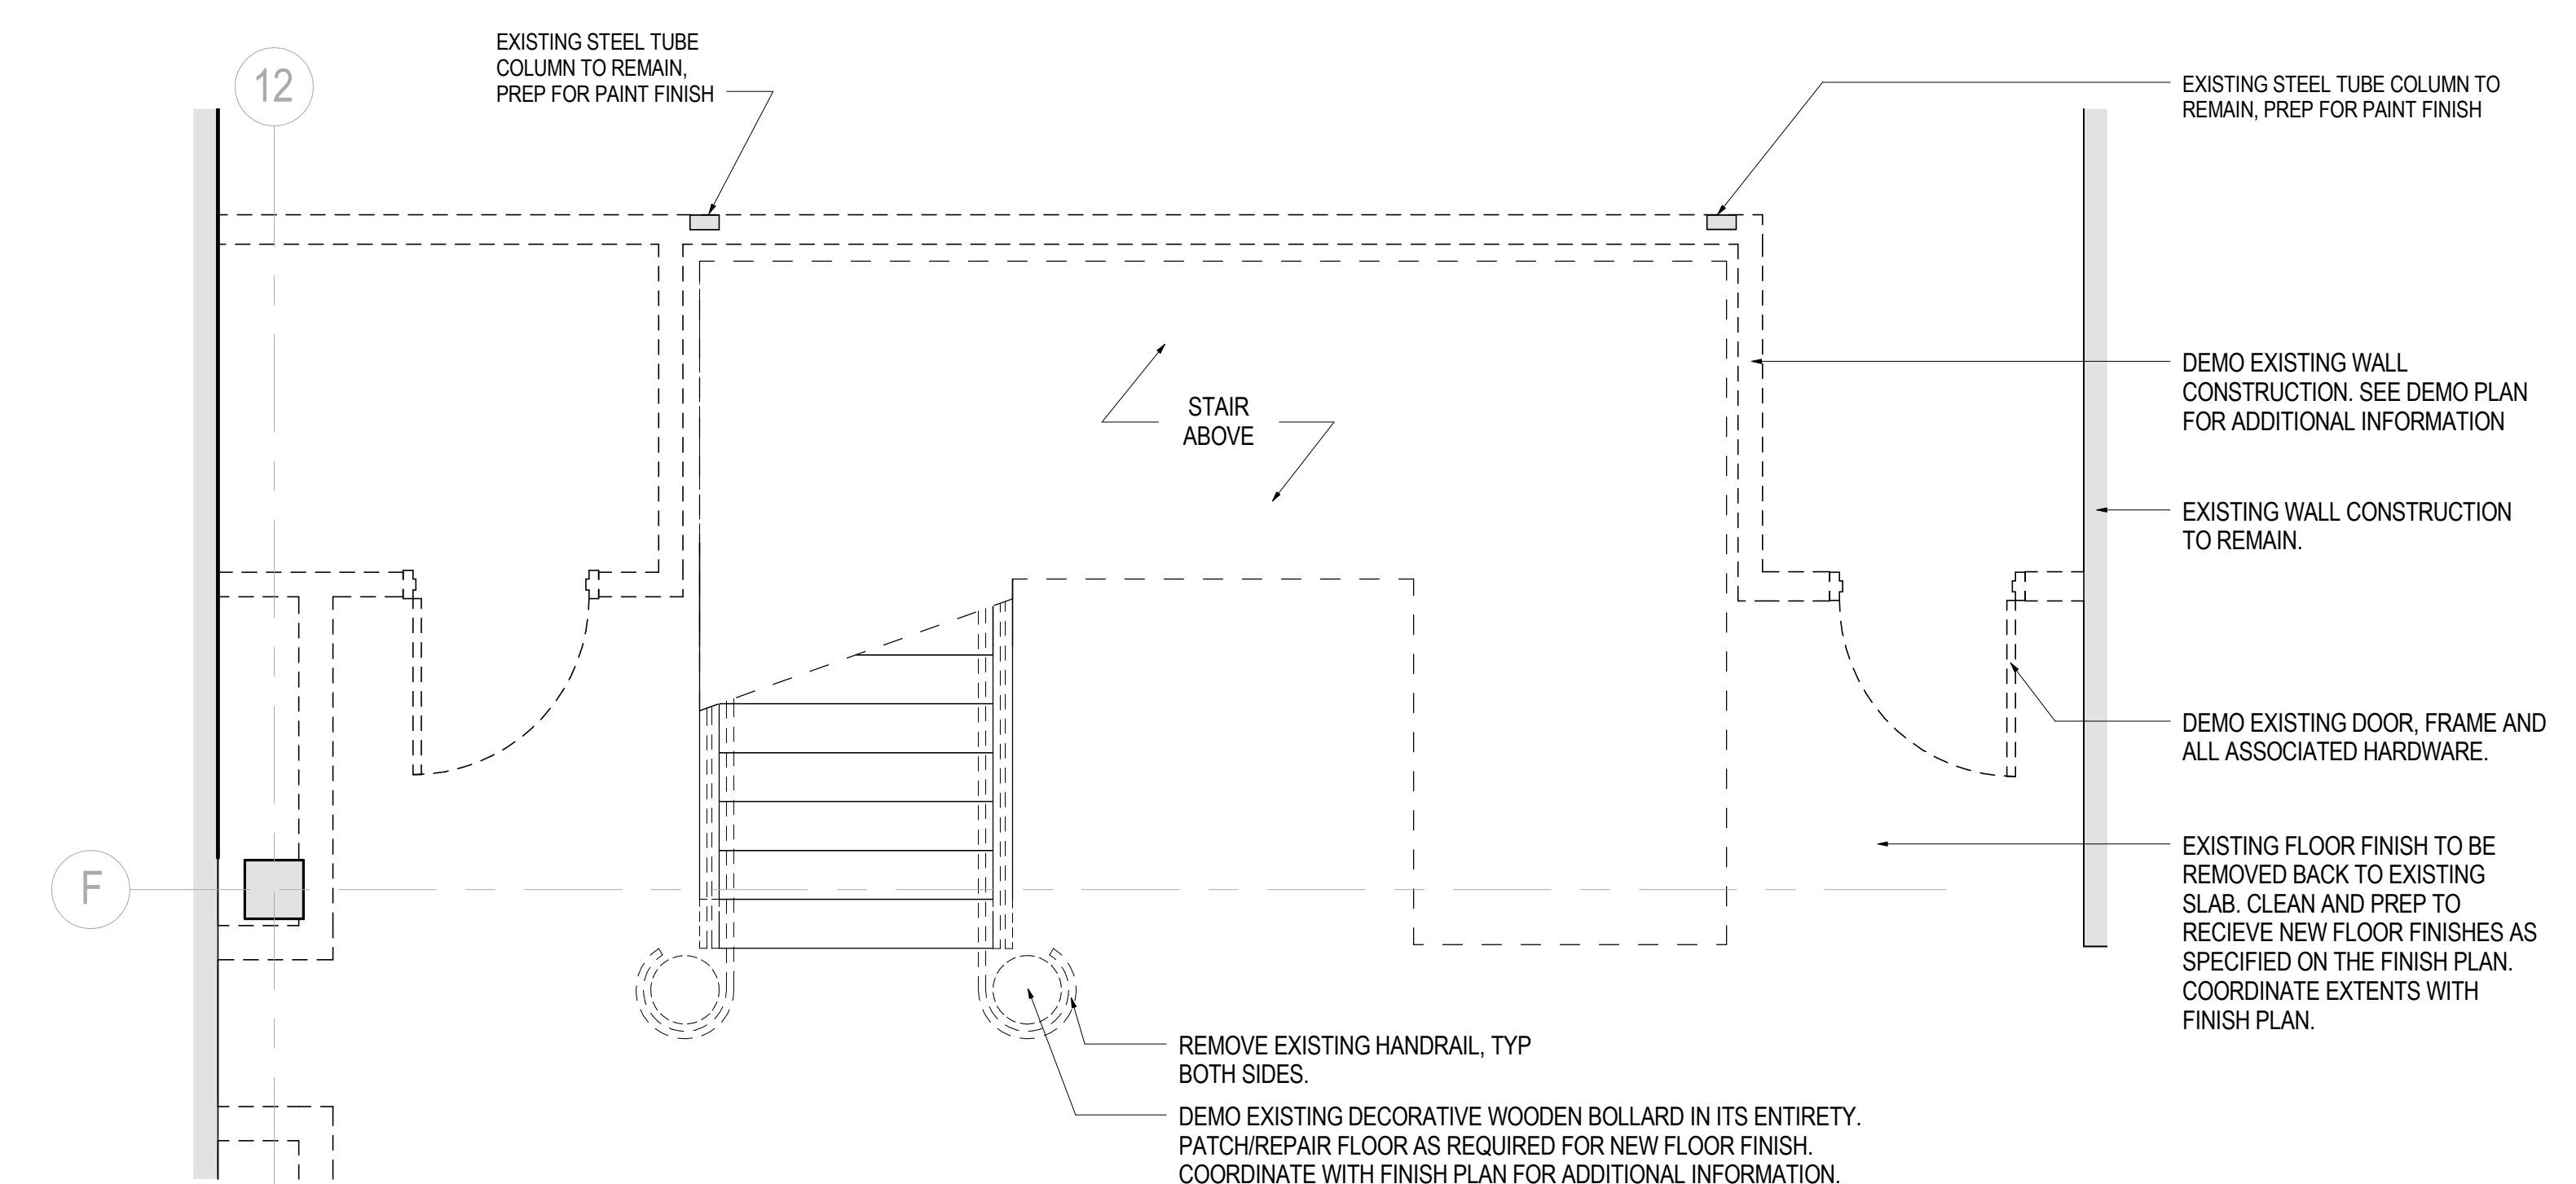 EXISTING STEEL TUBE
COLUMN TO REMAIN,
PREP FOR PAINT FINISH
12
EXISTING STEEL TUBE COLUMN TO
REMAIN, PREP FOR PAINT FINISH
STAIR
ABOVE
DEMO EXISTING WALL
CONSTRUCTION. SEE DEMO PLAN
FOR ADDITIONAL INFORMATION
EXISTING WALL CONSTRUCTION
TO REMAIN.
DEMO EXISTING DOOR, FRAME AND
ALL ASSOCIATED HARDWARE.
F
EXISTING FLOOR FINISH TO BE
REMOVED BACK TO EXISTING
SLAB. CLEAN AND PREP TO
RECIEVE NEW FLOOR FINISHES AS
SPECIFIED ON THE FINISH PLAN.
COORDINATE EXTENTS WITH
FINISH PLAN.
REMOVE EXISTING HANDRAIL, TYP
BOTH SIDES.
DEMO EXISTING DECORATIVE WOODEN BOLLARD IN ITS ENTIRETY.
PATCH/REPAIR FLOOR AS REQUIRED FOR NEW FLOOR FINISH.
COORDINATE WITH FINISH PLAN FOR ADDITIONAL INFORMATION.